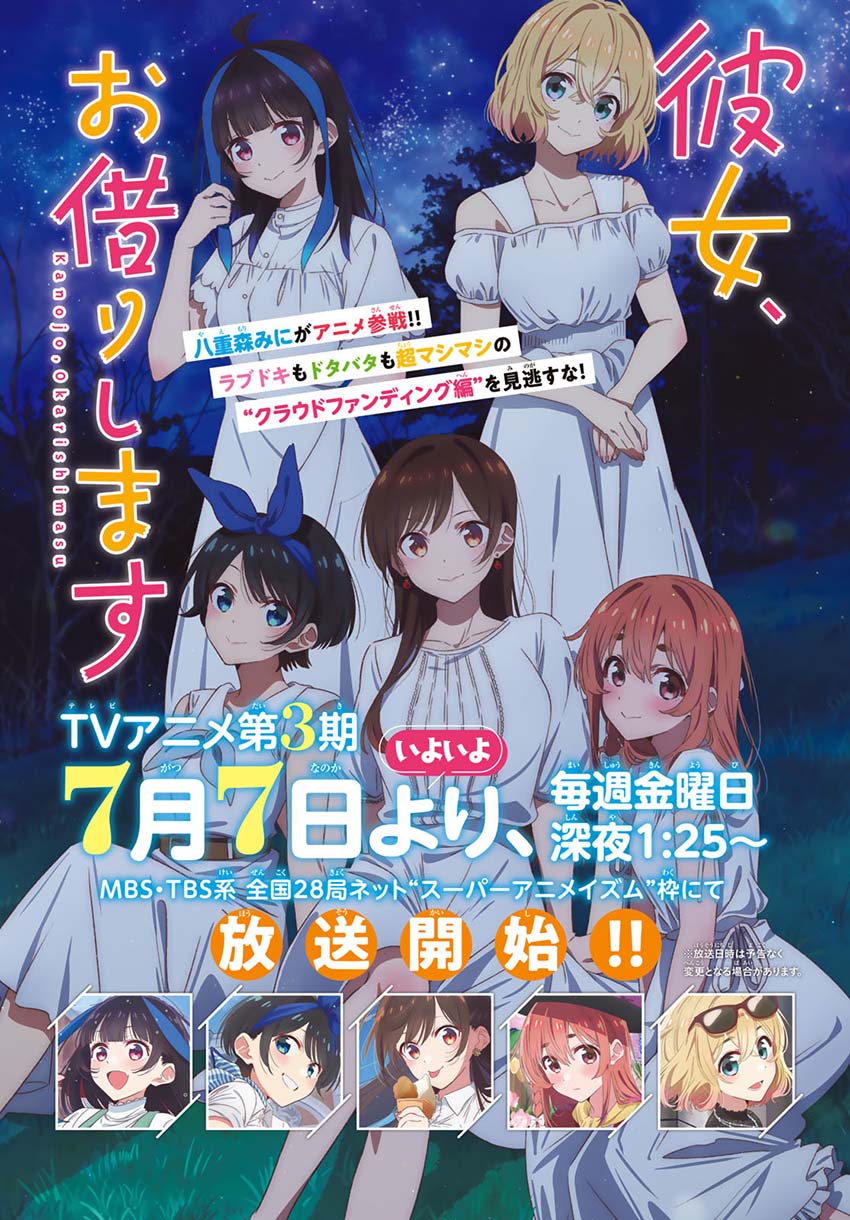 彼女、
お借りします
Kanojo,Okarishimasu
八重森みにがアニメ参戦!!
ラブドキもドタバタも超マシマシの
“クラウドファンディング編”を見逃すな!
TVアニメ第3期
いよいよ
7月7日より、
毎週金曜日
深夜1:25〜
MBS・TBS系 全国28局ネット“スーパーアニメイズム”枠にて
放送開始!!
※放送日時は予告なく
変更となる場合があります。